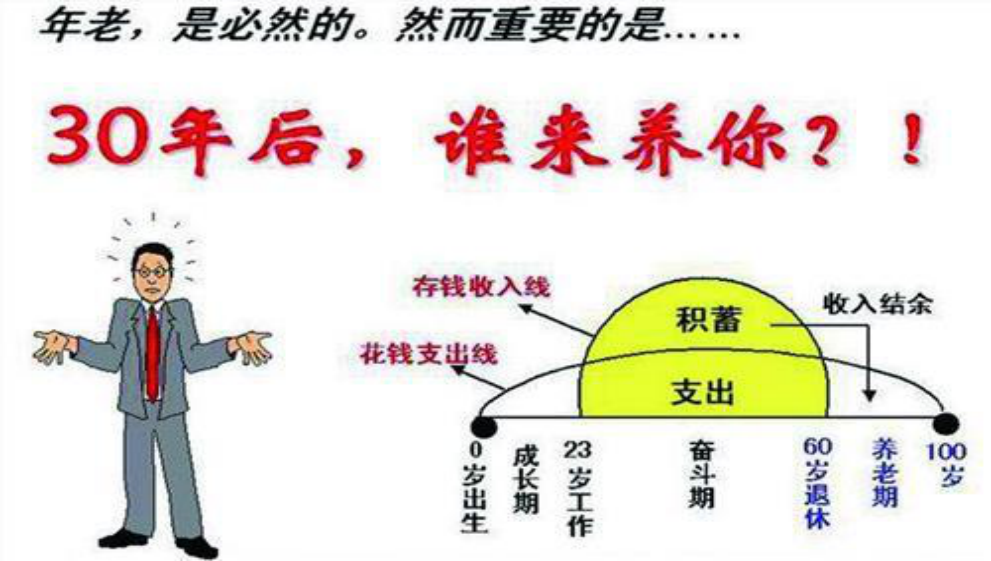 年老，是必然的。然而重要的是……
30年后，谁来养你？！
存钱收入线
积蓄
收入结余
花钱支出线
支出
0岁出生
成长期
23岁工作
奋斗期
60岁退休
养老期
100岁